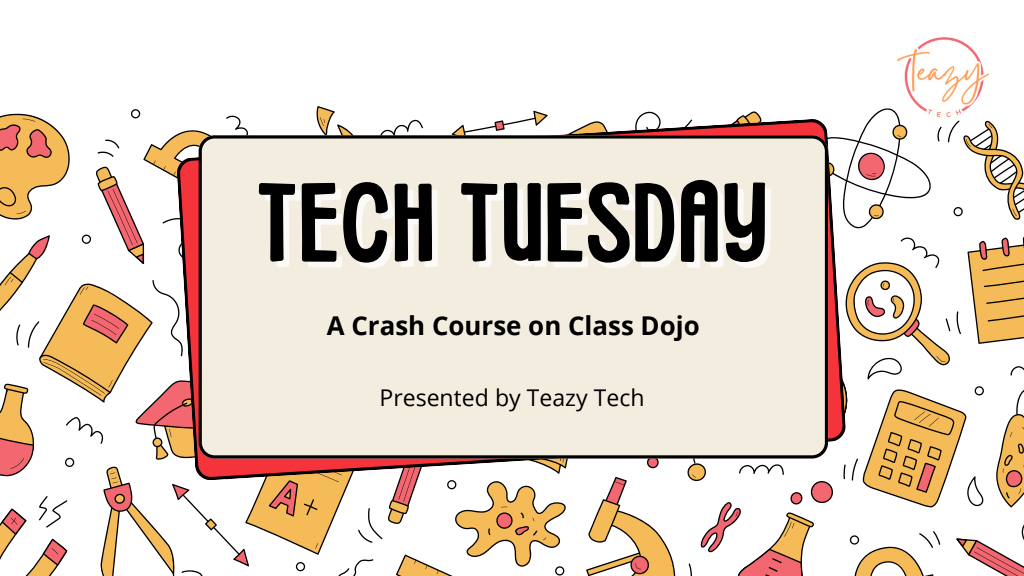 Teazy
TECH
TECH TUESDAY
A Crash Course on Class Dojo
Presented by Teazy Tech
A+